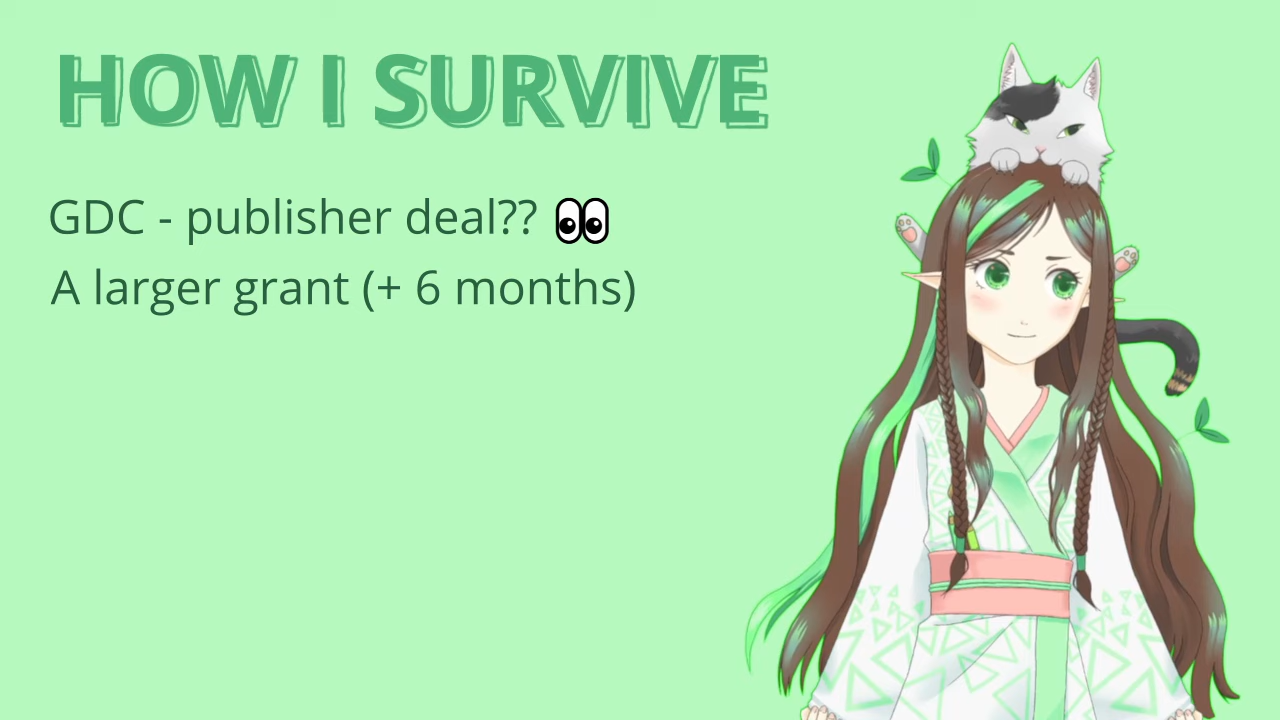 HOW I SURVIVE
GDC - publisher deal?? 👀
A larger grant (+ 6 months)